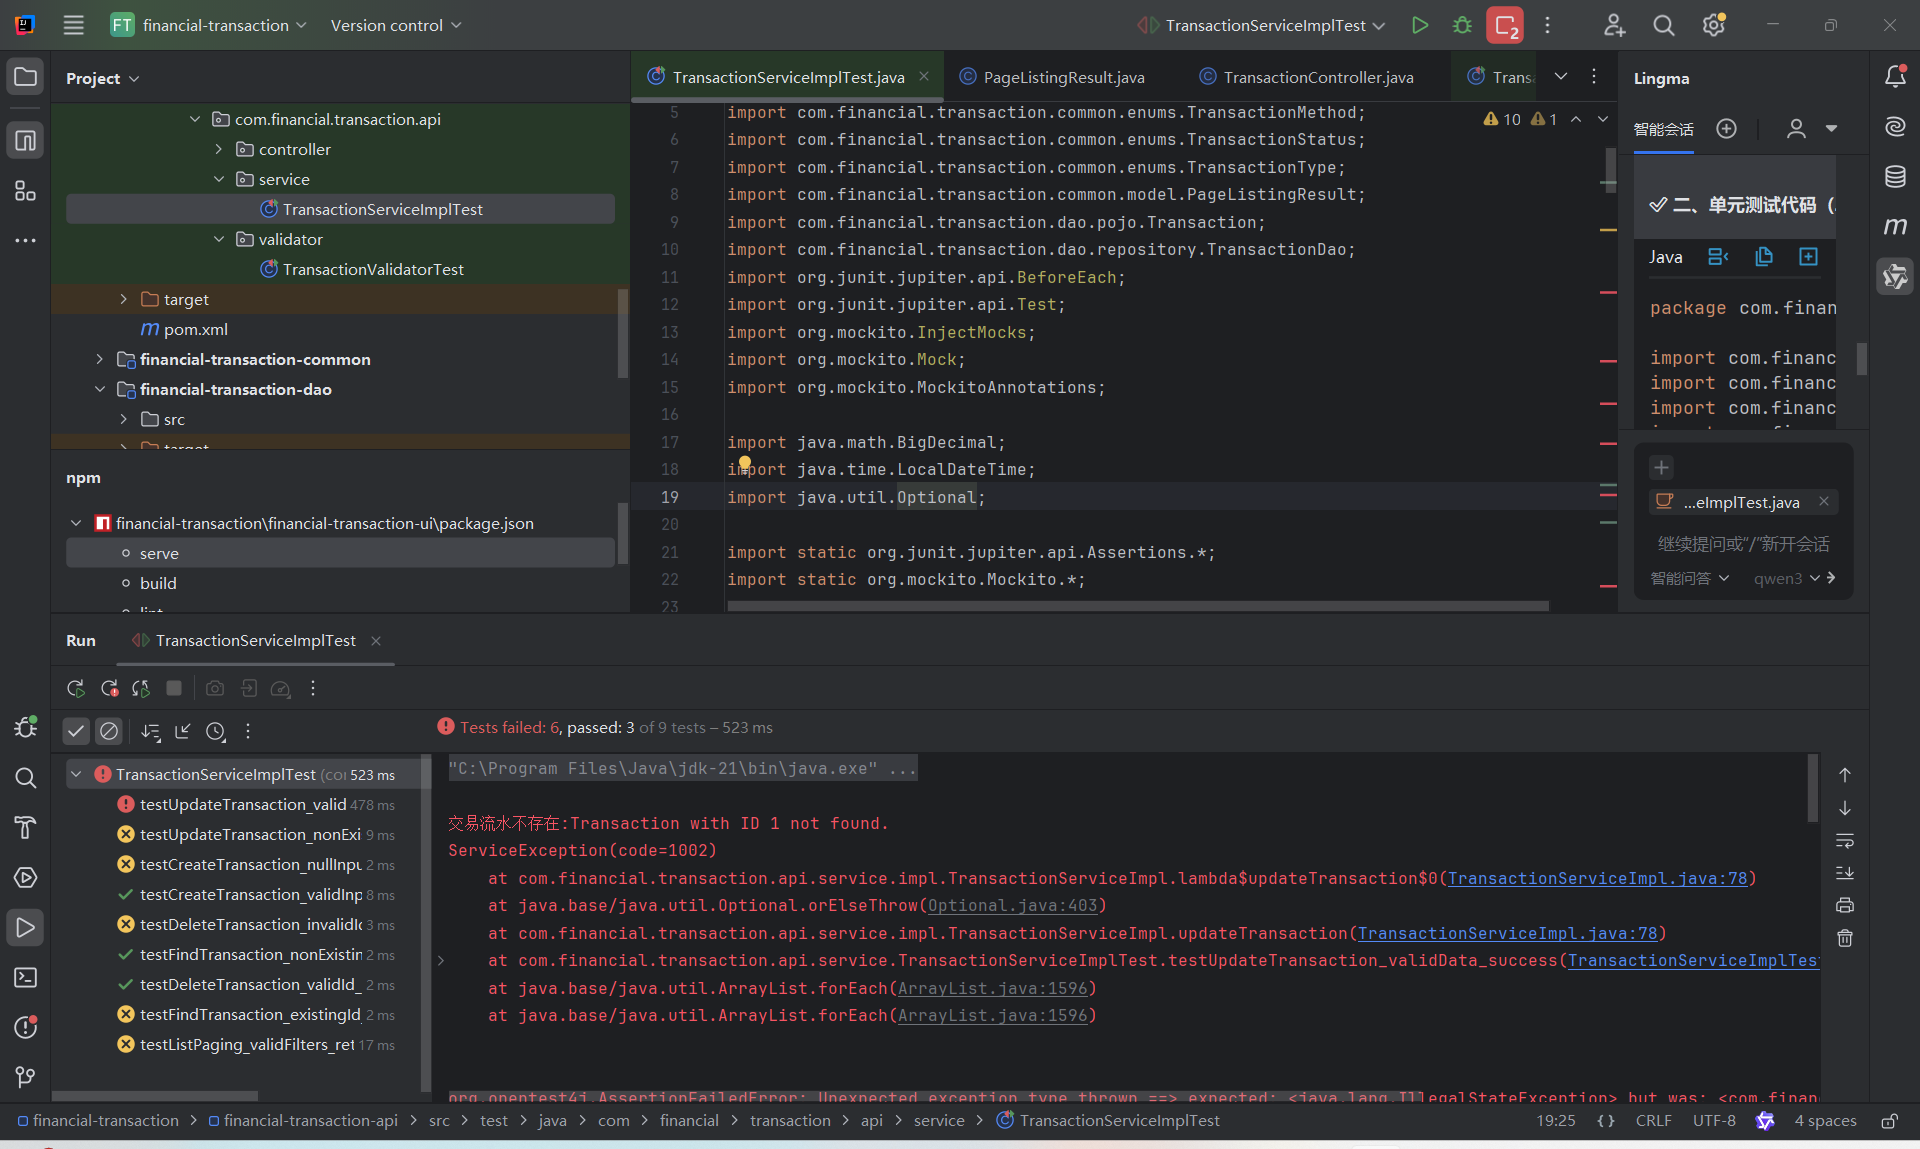 FT financial-transaction Version control TransactionServiceImplTest 2
Project
com.financial.transaction.api
controller
service
TransactionServiceImplTest
validator
TransactionValidatorTest
target
pom.xml
financial-transaction-common
financial-transaction-dao
src
target
npm
financial-transaction\financial-transaction-ui\package.json
serve
build
lint
TransactionServiceImplTest.java PageListingResult.java TransactionController.java Trans
10 1
5 import com.financial.transaction.common.enums.TransactionMethod;
6 import com.financial.transaction.common.enums.TransactionStatus;
7 import com.financial.transaction.common.enums.TransactionType;
8 import com.financial.transaction.common.model.PageListingResult;
9 import com.financial.transaction.dao.pojo.Transaction;
10 import com.financial.transaction.dao.repository.TransactionDao;
11 import org.junit.jupiter.api.BeforeEach;
12 import org.junit.jupiter.api.Test;
13 import org.mockito.InjectMocks;
14 import org.mockito.Mock;
15 import org.mockito.MockitoAnnotations;
16
17 import java.math.BigDecimal;
18 import java.time.LocalDateTime;
19 import java.util.Optional;
20
21 import static org.junit.jupiter.api.Assertions.*;
22 import static org.mockito.Mockito.*;
23
Lingma
智能会话
二、单元测试代码（
Java
package com.finan
import com.financ
import com.financ
import com.financ
...eImplTest.java
继续提问或“/”新开会话
智能问答 qwen3
Run TransactionServiceImplTest
Tests failed: 6, passed: 3 of 9 tests – 523 ms
TransactionServiceImplTest (co 523 ms
testUpdateTransaction_valid 478 ms
testUpdateTransaction_nonExi 9 ms
testCreateTransaction_nullInpu 2 ms
testCreateTransaction_validInp 8 ms
testDeleteTransaction_invalidId 3 ms
testFindTransaction_nonExistin 2 ms
testDeleteTransaction_validId_ 2 ms
testFindTransaction_existingId_ 2 ms
testListPaging_validFilters_ret 17 ms
"C:\Program Files\Java\jdk-21\bin\java.exe" ...
交易流水不存在:Transaction with ID 1 not found.
ServiceException(code=1002)
at com.financial.transaction.api.service.impl.TransactionServiceImpl.lambda$updateTransaction$0(TransactionServiceImpl.java:78)
at java.base/java.util.Optional.orElseThrow(Optional.java:403)
at com.financial.transaction.api.service.impl.TransactionServiceImpl.updateTransaction(TransactionServiceImpl.java:78)
at com.financial.transaction.api.service.TransactionServiceImplTest.testUpdateTransaction_validData_success(TransactionServiceImplTes
at java.base/java.util.ArrayList.forEach(ArrayList.java:1596)
at java.base/java.util.ArrayList.forEach(ArrayList.java:1596)
org.opentest4j.AssertionFailedError: Unexpected exception type thrown ==> expected: <java.lang.IllegalStateException> but was: <com.finan
financial-transaction > financial-transaction-api > src > test > java > com > financial > transaction > api > service > TransactionServiceImplTest 19:25 {} CRLF UTF-8 4 spaces